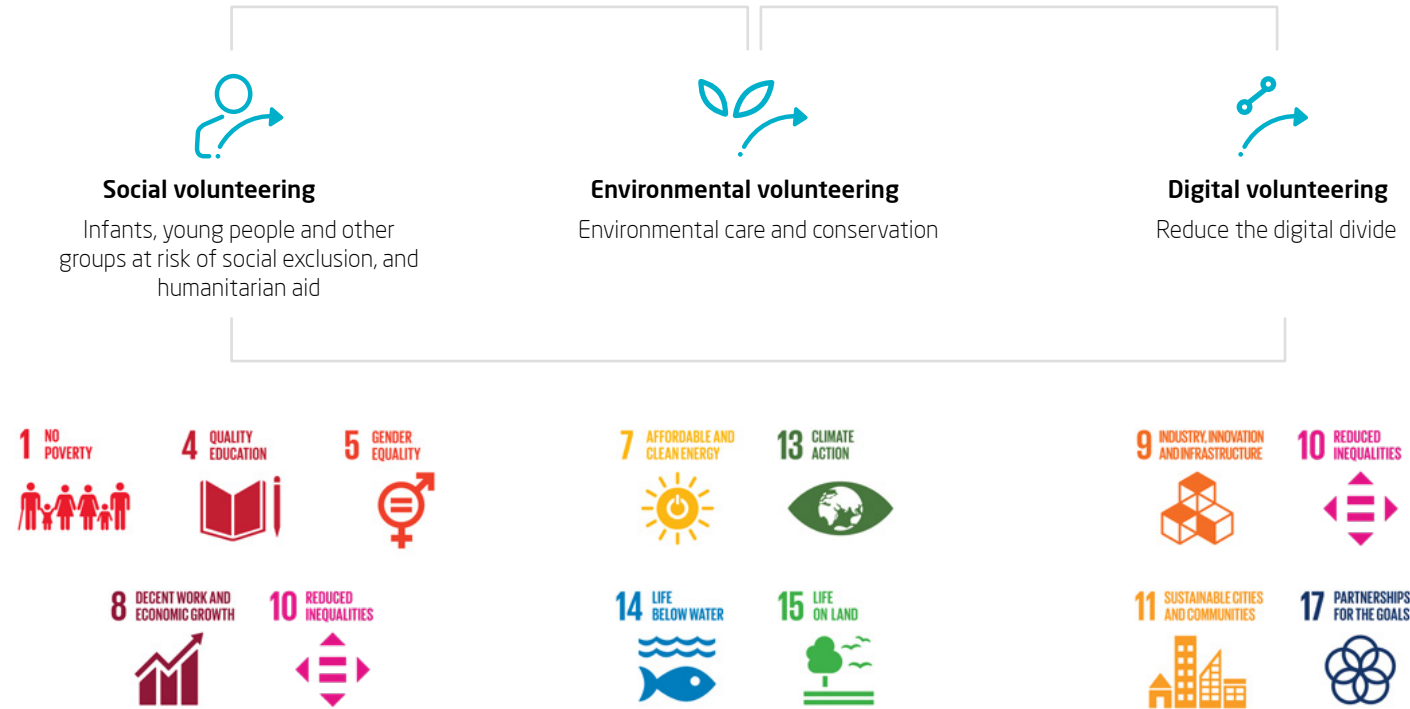 Social volunteering
Infants, young people and other
groups at risk of social exclusion, and
humanitarian aid
Environmental volunteering
Environmental care and conservation
Digital volunteering
Reduce the digital divide
1 NO
POVERTY
4 QUALITY
EDUCATION
5 GENDER
EQUALITY
8 DECENT WORK AND
ECONOMIC GROWTH
10 REDUCED
INEQUALITIES
7 AFFORDABLE AND
CLEAN ENERGY
13 CLIMATE
ACTION
14 LIFE
BELOW WATER
15 LIFE
ON LAND
9 INDUSTRY, INNOVATION
AND INFRASTRUCTURE
10 REDUCED
INEQUALITIES
11 SUSTAINABLE CITIES
AND COMMUNITIES
17 PARTNERSHIPS
FOR THE GOALS